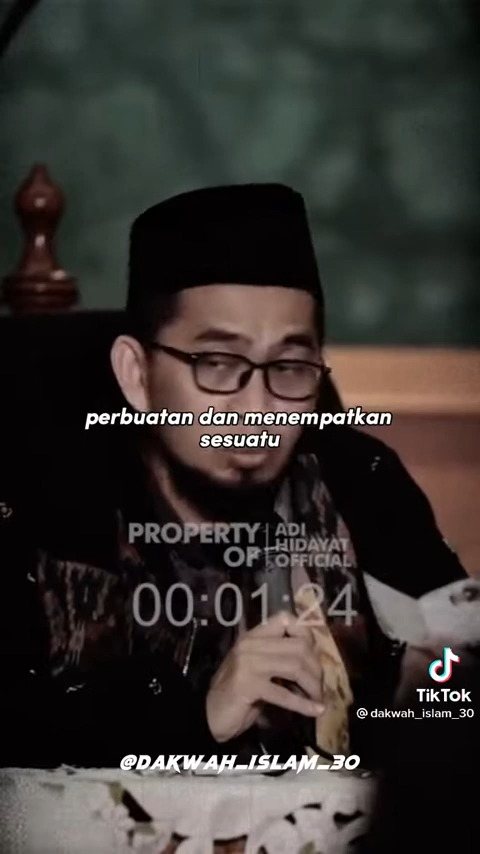 perbuatan dan menempatkan
sesuatu
PROPERTY OF
ADI HIDAYAT OFFICIAL
00:01:24
TikTok
@dakwah_islam_30
@DAKWAH_ISLAM_30